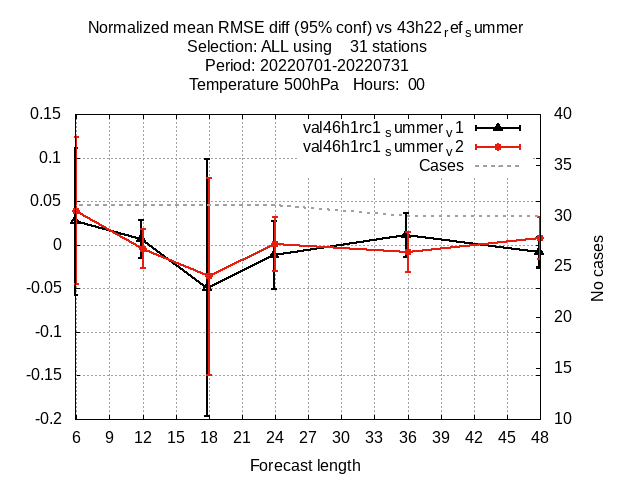 Normalized mean RMSE diff (95% conf) vs 43h22refsummer
Selection: ALL using 31 stations
Period: 20220701-20220731
Temperature 500hPa Hours: 00
0.15
0.1
0.05
0
-0.05
-0.1
-0.15
-0.2
40
35
30
25
20
15
10
val46h1rc1summerv1
val46h1rc1summerv2
Cases
No cases
6 9 12 15 18 21 24 27 30 33 36 39 42 45 48
Forecast length